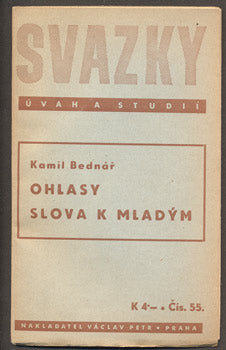 SVAZKY
ÚVAH A STUDIÍ
Kamil Bednář
OHLASY
SLOVA K MLADÝM
K 4·— • Čís. 55.
NAKLADATEL VÁCLAV PETR • PRAHA